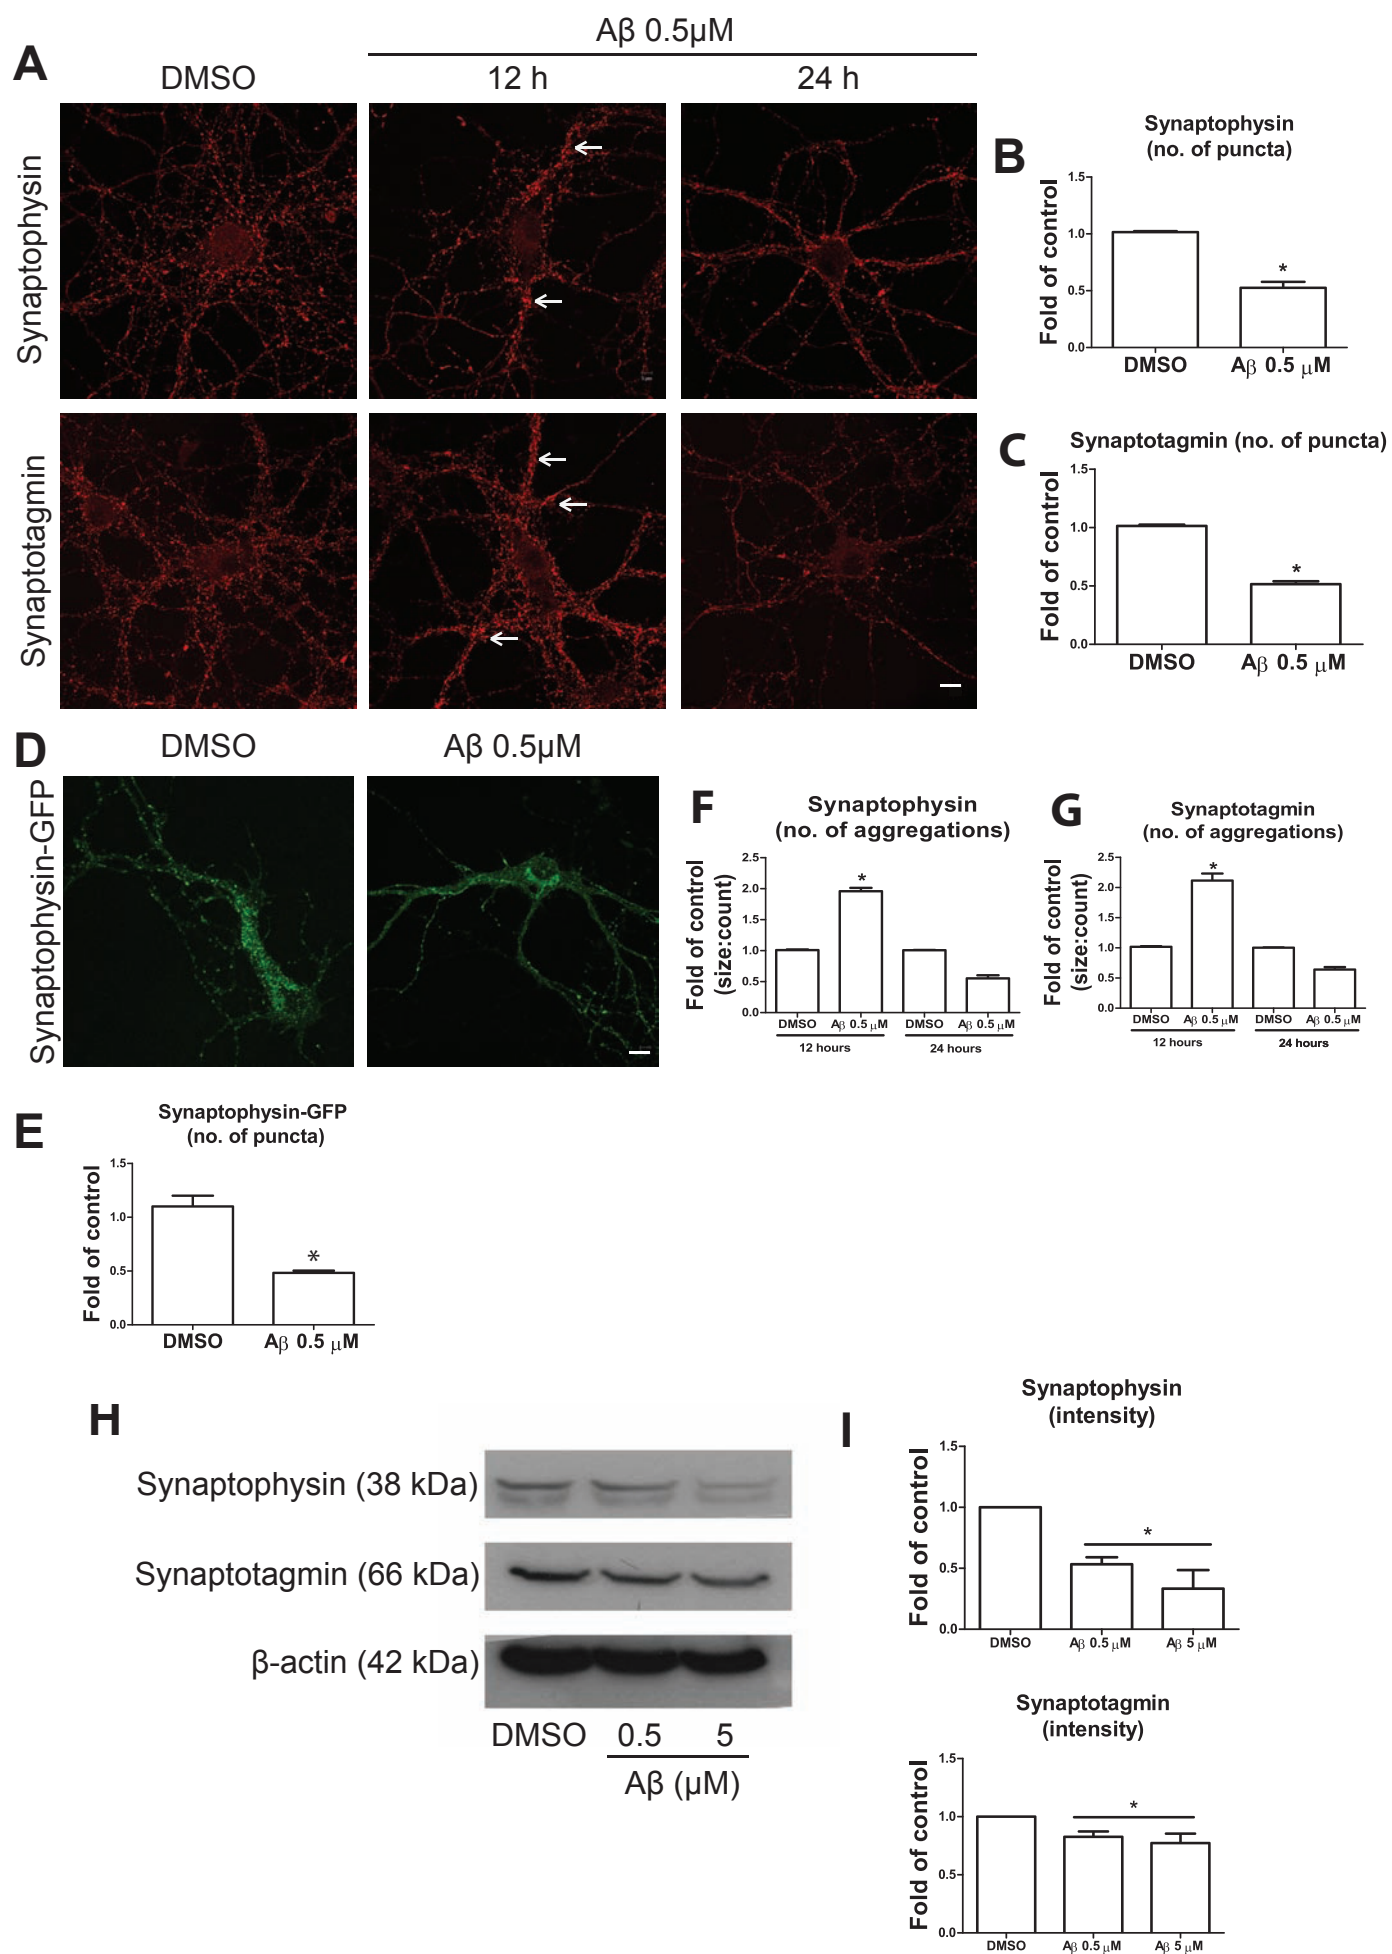 A
Aβ 0.5µM
DMSO
12 h
24 h
Synaptophysin
Synaptotagmin
B
Synaptophysin
(no. of puncta)
Fold of control
1.5
1.0
0.5
0.0
DMSO
Aβ 0.5 µM
*
C
Synaptotagmin (no. of puncta)
Fold of control
1.5
1.0
0.5
0.0
DMSO
Aβ 0.5 µM
*
D
DMSO
Aβ 0.5µM
Synaptophysin-GFP
F
Synaptophysin
(no. of aggregations)
Fold of control
(size:count)
2.5
2.0
1.5
1.0
0.5
0.0
*
DMSO
Aβ 0.5 µM
DMSO
Aβ 0.5 µM
12 hours
24 hours
G
Synaptotagmin
(no. of aggregations)
Fold of control
(size:count)
2.5
2.0
1.5
1.0
0.5
0.0
*
DMSO
Aβ 0.5 µM
DMSO
Aβ 0.5 µM
12 hours
24 hours
E
Synaptophysin-GFP
(no. of puncta)
Fold of control
1.5
1.0
0.5
0.0
*
DMSO
Aβ 0.5 µM
H
Synaptophysin (38 kDa)
Synaptotagmin (66 kDa)
β-actin (42 kDa)
DMSO
0.5
5
Aβ (µM)
I
Synaptophysin
(intensity)
Fold of control
1.5
1.0
0.5
0.0
*
DMSO
Aβ 0.5 µM
Aβ 5 µM
Synaptotagmin
(intensity)
Fold of control
1.5
1.0
0.5
0.0
*
DMSO
Aβ 0.5 µM
Aβ 5 µM